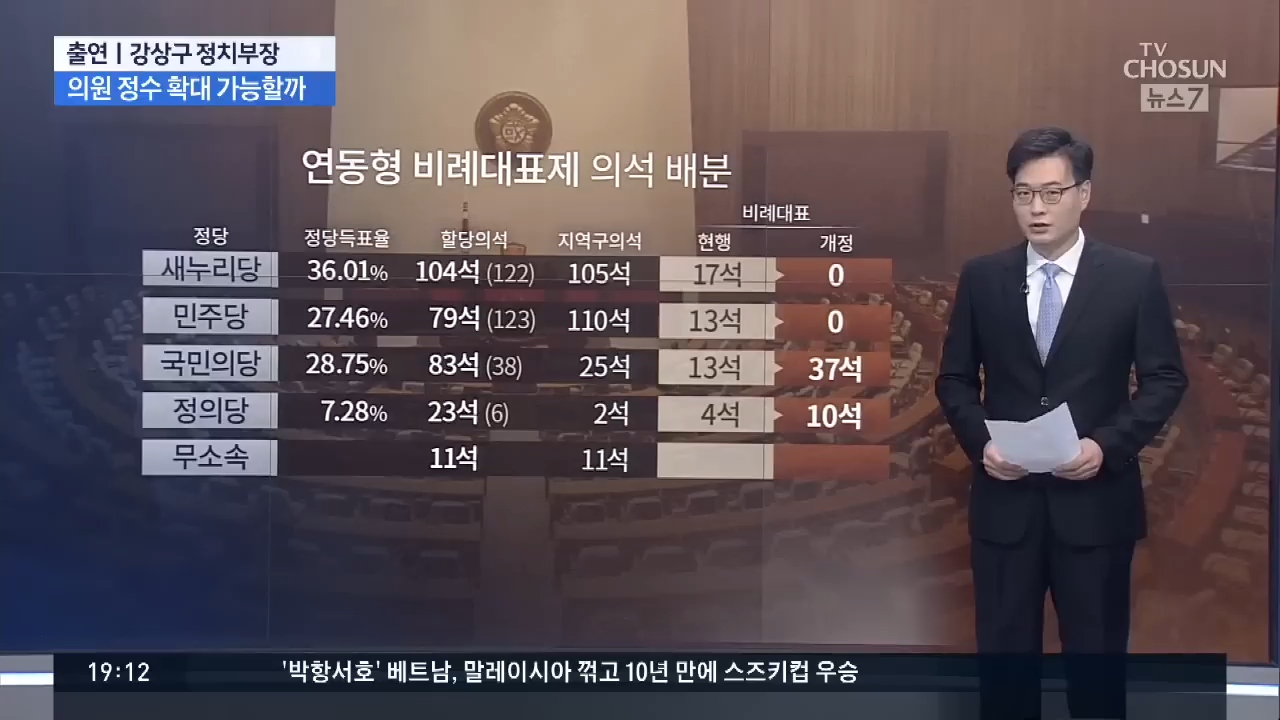 출연 | 강상구 정치부장
의원 정수 확대 가능할까
TV
CHOSUN
뉴스7
연동형 비례대표제 의석 배분
비례대표
정당 정당득표율 할당의석 지역구의석 현행 개정
새누리당 36.01% 104석 (122) 105석 17석 0
민주당 27.46% 79석 (123) 110석 13석 0
국민의당 28.75% 83석 (38) 25석 13석 37석
정의당 7.28% 23석 (6) 2석 4석 10석
무소속 11석 11석
19:12 '박항서호' 베트남, 말레이시아 꺾고 10년 만에 스즈키컵 우승